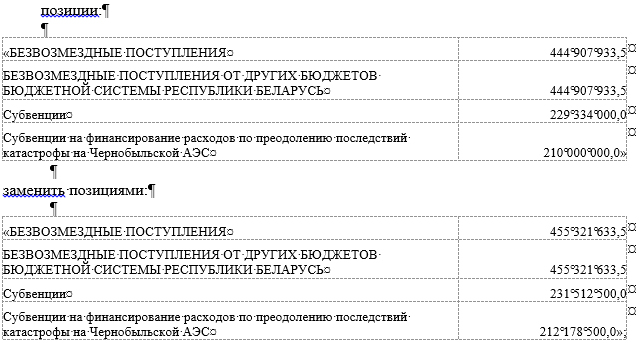 позиции:¶
¶
«БЕЗВОЗМЕЗДНЫЕ·ПОСТУПЛЕНИЯ¤ 444°907°933,5¤
БЕЗВОЗМЕЗДНЫЕ·ПОСТУПЛЕНИЯ·ОТ·ДРУГИХ·БЮДЖЕТОВ·
БЮДЖЕТНОЙ·СИСТЕМЫ·РЕСПУБЛИКИ·БЕЛАРУСЬ¤ 444°907°933,5¤
Субвенции¤ 229°334°000,0¤
Субвенции·на·финансирование·расходов·по·преодолению·последствий·
катастрофы·на·Чернобыльской·АЭС¤ 210°000°000,0»¤
¶
заменить·позициями:¶
¶
«БЕЗВОЗМЕЗДНЫЕ·ПОСТУПЛЕНИЯ¤ 455°321°633,5¤
БЕЗВОЗМЕЗДНЫЕ·ПОСТУПЛЕНИЯ·ОТ·ДРУГИХ·БЮДЖЕТОВ·
БЮДЖЕТНОЙ·СИСТЕМЫ·РЕСПУБЛИКИ·БЕЛАРУСЬ¤ 455°321°633,5¤
Субвенции¤ 231°512°500,0¤
Субвенции·на·финансирование·расходов·по·преодолению·последствий·
катастрофы·на·Чернобыльской·АЭС¤ 212°178°500,0»;¤